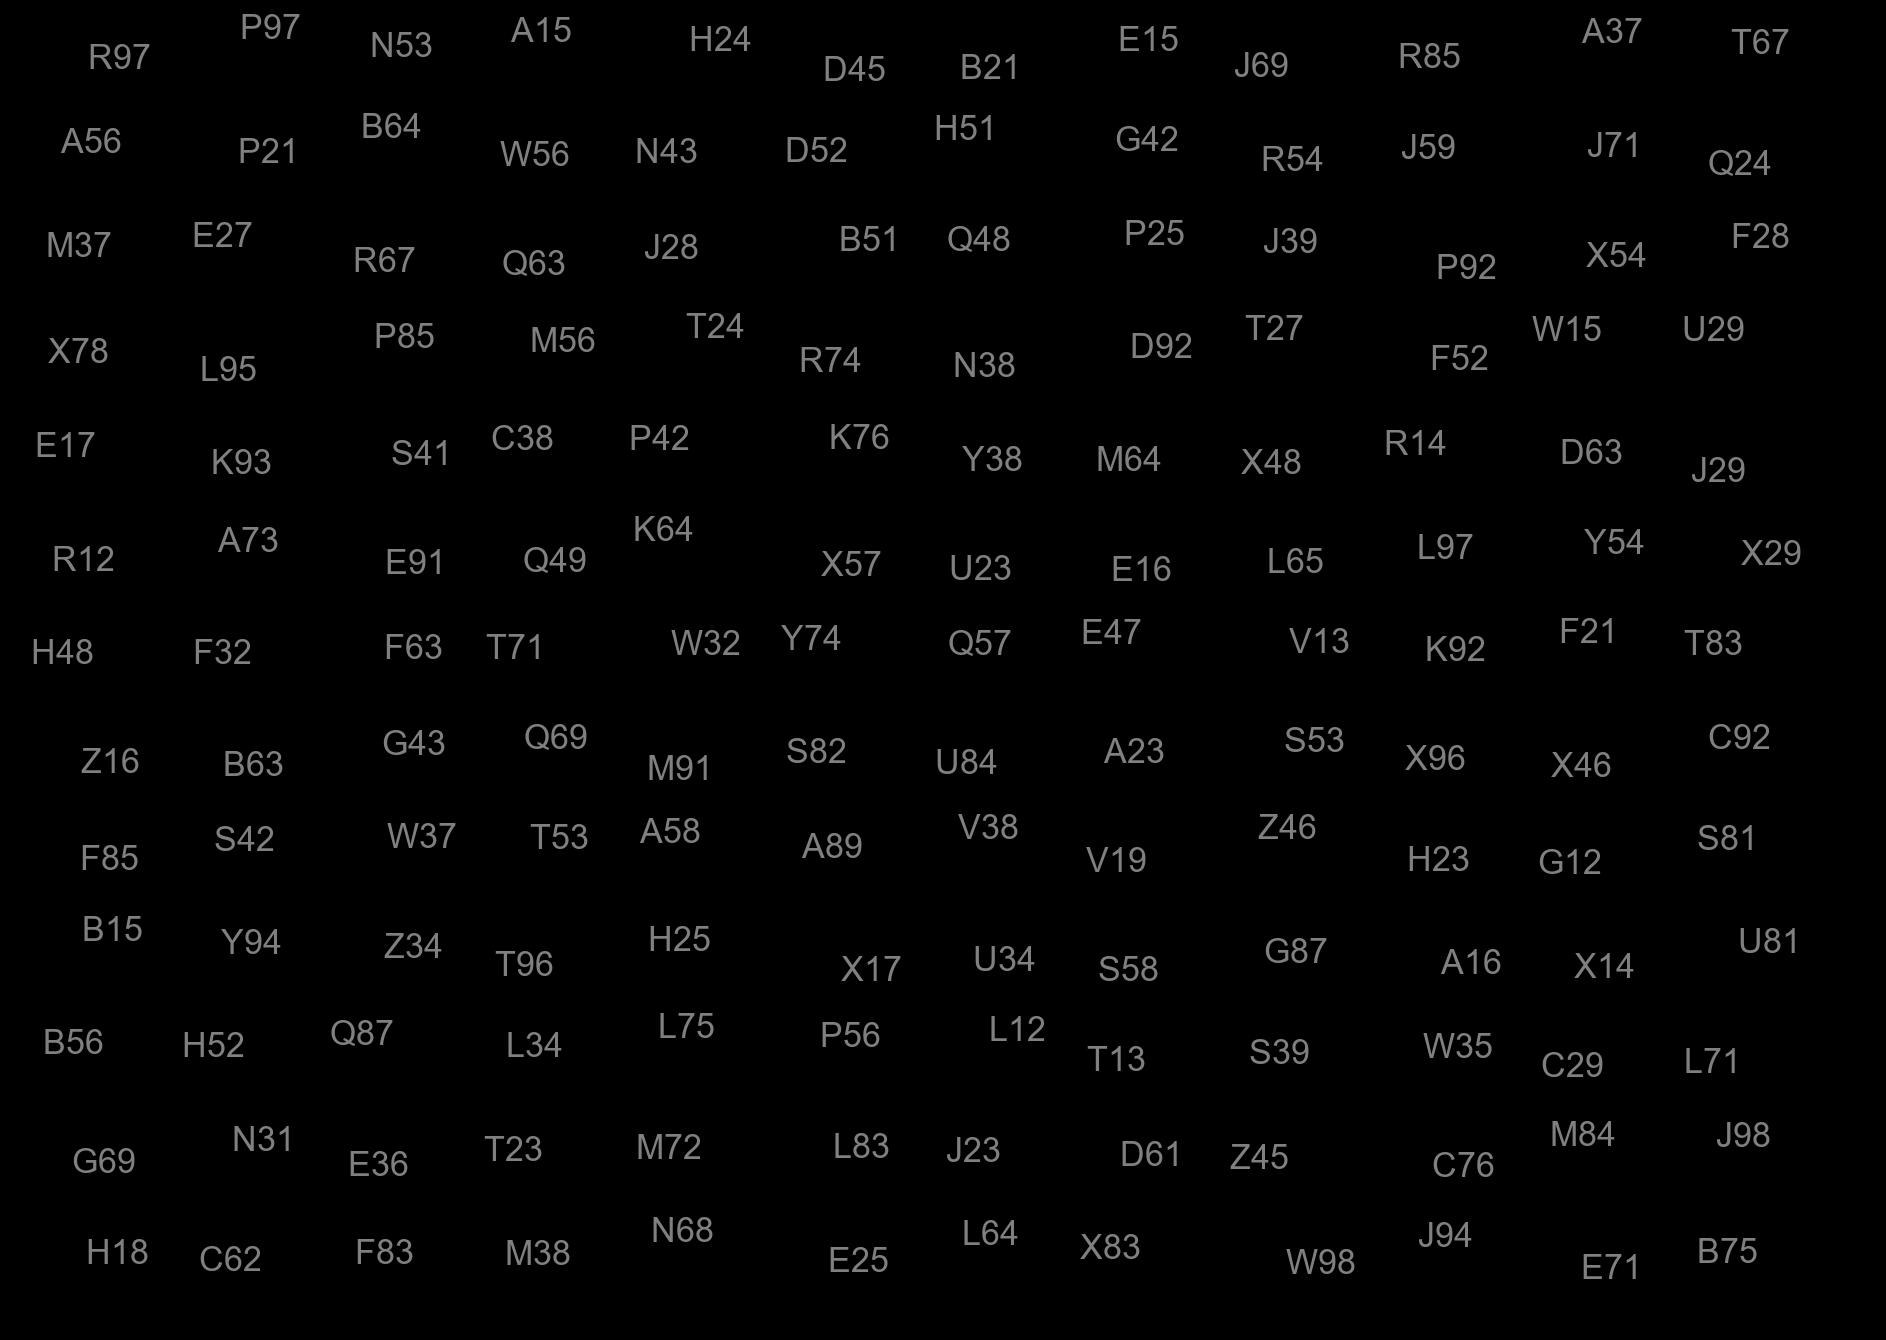 R97 P97 N53 A15 H24 D45 B21 E15 J69 R85 A37 T67
A56 P21 B64 W56 N43 D52 H51 G42 R54 J59 J71 Q24
M37 E27 R67 Q63 J28 B51 Q48 P25 J39 P92 X54 F28
X78 L95 P85 M56 T24 R74 N38 D92 T27 F52 W15 U29
E17 K93 S41 C38 P42 K76 Y38 M64 X48 R14 D63 J29
R12 A73 E91 Q49 K64 X57 U23 E16 L65 L97 Y54 X29
H48 F32 F63 T71 W32 Y74 Q57 E47 V13 K92 F21 T83
Z16 B63 G43 Q69 M91 S82 U84 A23 S53 X96 X46 C92
F85 S42 W37 T53 A58 A89 V38 V19 Z46 H23 G12 S81
B15 Y94 Z34 T96 H25 X17 U34 S58 G87 A16 X14 U81
B56 H52 Q87 L34 L75 P56 L12 T13 S39 W35 C29 L71
G69 N31 E36 T23 M72 L83 J23 D61 Z45 C76 M84 J98
H18 C62 F83 M38 N68 E25 L64 X83 W98 J94 E71 B75